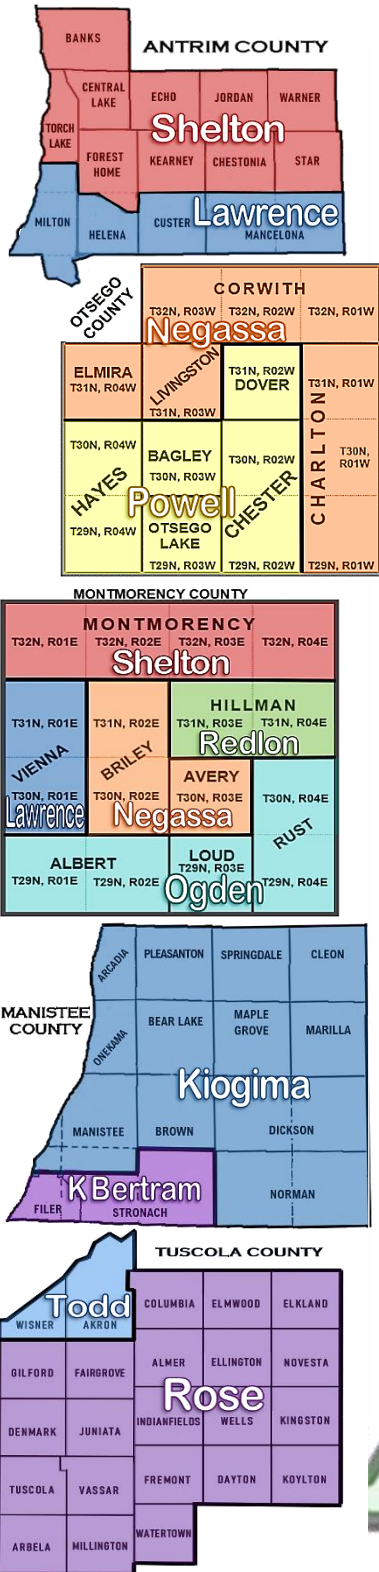 ANTRIM COUNTY
BANKS
CENTRAL LAKE
ECHO
JORDAN
WARNER
TORCH LAKE
Shelton
FOREST HOME
KEARNEY
CHESTONIA
STAR
MILTON
HELENA
CUSTER
Lawrence
MANCELONA
OTSEGO COUNTY
CORWITH
T32N, R03W T32N, R02W T32N, R01W
Negassa
ELMIRA
T31N, R04W
LIVINGSTON
T31N, R03W
T31N, R02W
DOVER
T31N, R01W
CHARLTON
T30N, R01W
T30N, R04W
HAYES
T29N, R04W
BAGLEY
T30N, R03W
Powell
OTSEGO LAKE
T29N, R03W
T30N, R02W
CHESTER
T29N, R02W
T29N, R01W
MONTMORENCY COUNTY
MONTMORENCY
T32N, R01E T32N, R02E T32N, R03E T32N, R04E
Shelton
T31N, R01E
VIENNA
T30N, R01E
Lawrence
T31N, R02E
BRILEY
T30N, R02E
Negassa
HILLMAN
T31N, R03E T31N, R04E
Redlon
AVERY
T30N, R03E
T30N, R04E
RUST
T29N, R04E
ALBERT
T29N, R01E T29N, R02E
LOUD
T29N, R03E
Ogden
MANISTEE COUNTY
ARCADIA
PLEASANTON
SPRINGDALE
CLEON
ONEKAMA
BEAR LAKE
MAPLE GROVE
MARILLA
Kiogima
MANISTEE
BROWN
DICKSON
K Bertram
FILER
STRONACH
NORMAN
TUSCOLA COUNTY
Todd
WISNER
AKRON
COLUMBIA
ELMWOOD
ELKLAND
GILFORD
FAIRGROVE
ALMER
ELLINGTON
NOVESTA
Rose
DENMARK
JUNIATA
INDIANFIELDS
WELLS
KINGSTON
TUSCOLA
VASSAR
FREMONT
DAYTON
KOYLTON
ARBELA
MILLINGTON
WATERTOWN